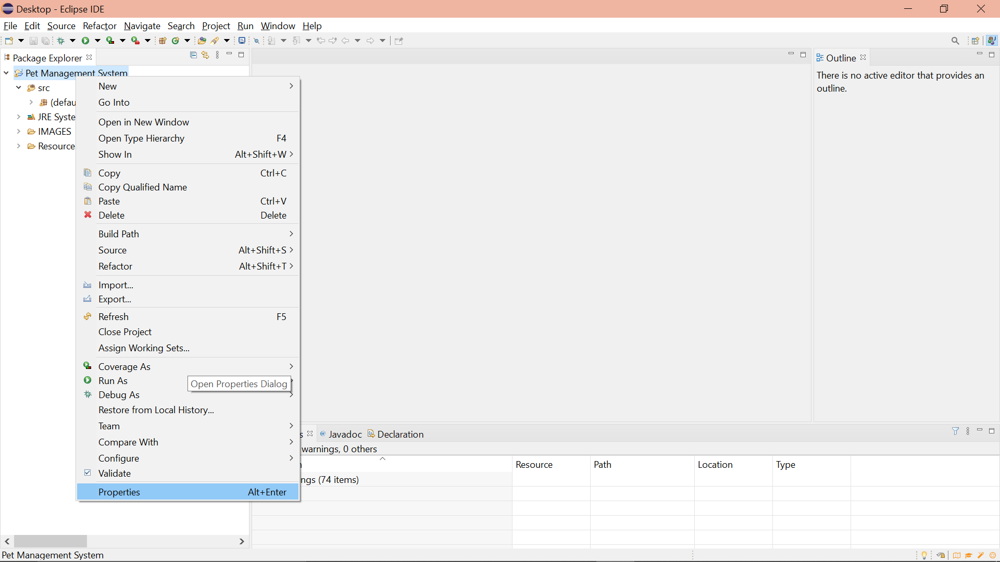 Desktop - Eclipse IDE
File Edit Source Refactor Navigate Search Project Run Window Help
Package Explorer
Pet Management System
src
(defau
JRE Syste
IMAGES
Resource
New
Go Into
Open in New Window
Open Type Hierarchy F4
Show In Alt+Shift+W
Copy Ctrl+C
Copy Qualified Name
Paste Ctrl+V
Delete Delete
Build Path
Source Alt+Shift+S
Refactor Alt+Shift+T
Import...
Export...
Refresh F5
Close Project
Assign Working Sets...
Coverage As
Run As
Open Properties Dialog
Debug As
Restore from Local History...
Team
Compare With
Configure
Validate
Properties Alt+Enter
Outline
There is no active editor that provides an
outline.
s @ Javadoc Declaration
warnings, 0 others
n Resource Path Location Type
ngs (74 items)
Pet Management System